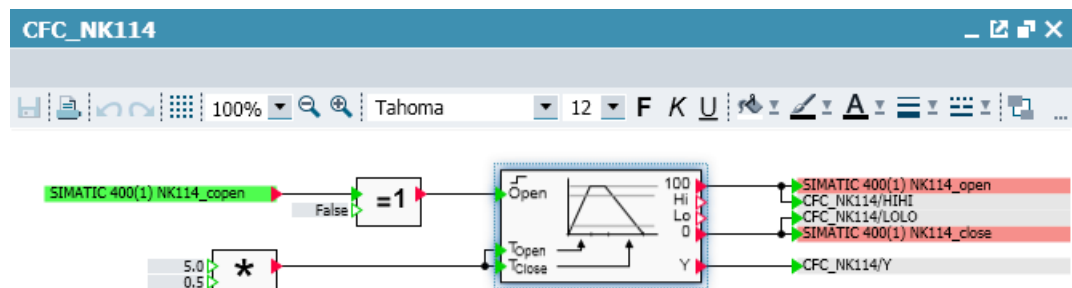 CFC_NK114
100% Tahoma 12 F K U A ...
SIMATIC 400(1) NK114_copen
False
=1
Open
100
Hi
Lo
0
TOpen
TClose
Y
SIMATIC 400(1) NK114_open
CFC_NK114/HIHI
CFC_NK114/LOLO
SIMATIC 400(1) NK114_close
CFC_NK114/Y
5.0
0.5
*